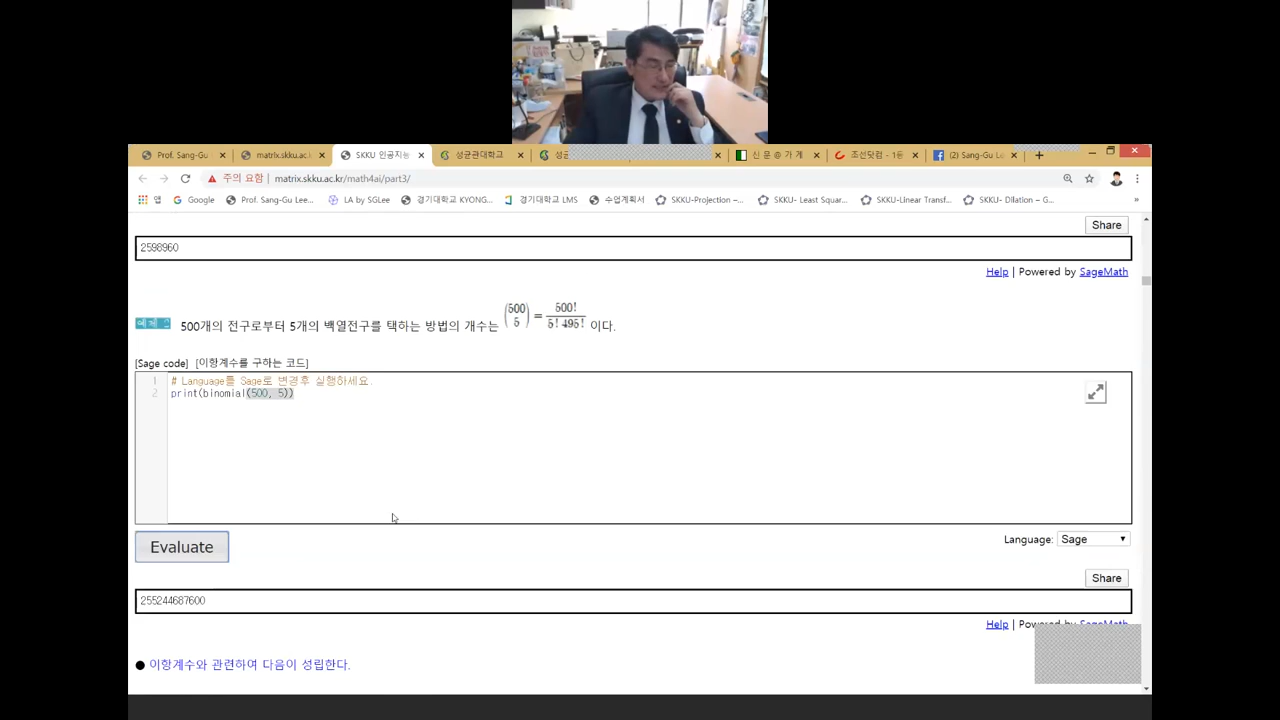 Prof. Sang-Gu
matrix.skku.ac.k
SKKU 인공지능
성균관대학교
성균
신 문 @ 가 게
조선닷컴 - 1등
(2) Sang-Gu Le
주의 요함 | matrix.skku.ac.kr/math4ai/part3/
앱 Google Prof. Sang-Gu Lee... LA by SGLee 경기대학교 KYONG... 경기대학교 LMS 수업계획서 SKKU-Projection –... SKKU- Least Squar... SKKU-Linear Transf... SKKU- Dilation – G... »
Share
2598960
Help | Powered by SageMath
500개의 전구로부터 5개의 백열전구를 택하는 방법의 개수는 (500 5) = 500! / 5! 495! 이다.
[Sage code] [이항계수를 구하는 코드]
1 # Language를 Sage로 변경후 실행하세요.
2 print(binomial(500, 5))
Evaluate
Language: Sage
Share
255244687600
Help | Powered by SageMath
● 이항계수와 관련하여 다음이 성립한다.